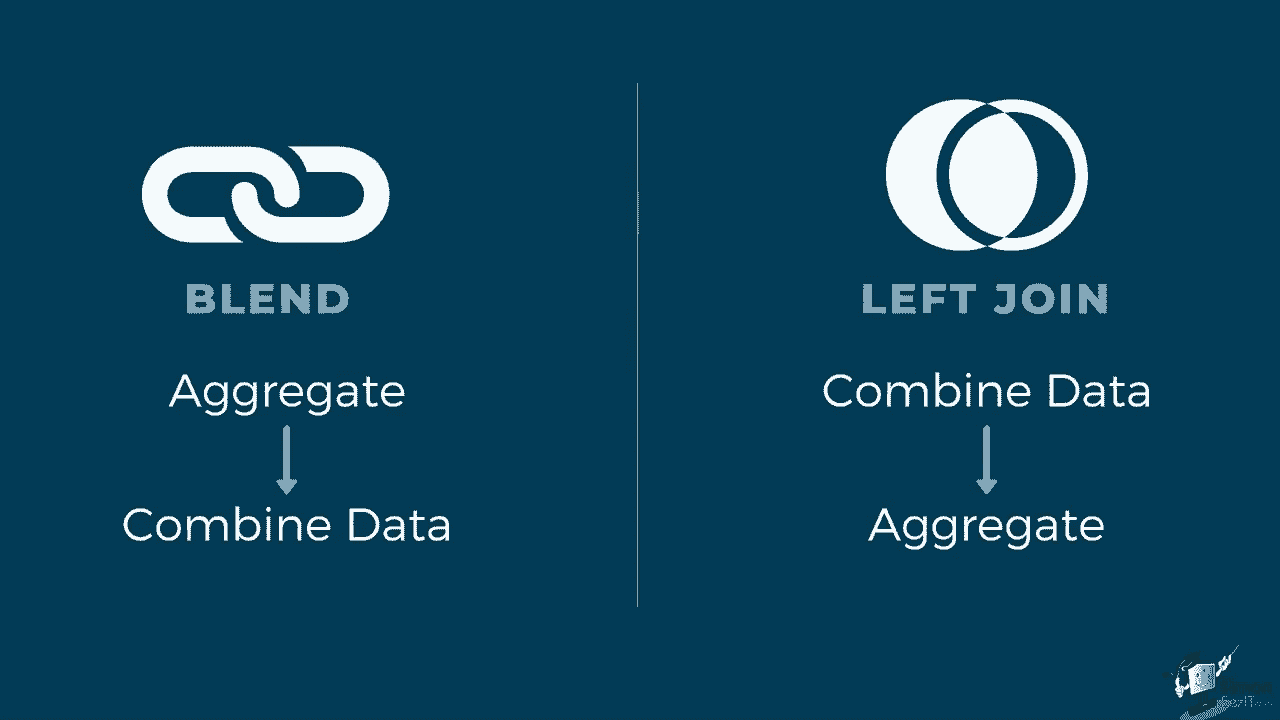 BLEND
Aggregate
Combine Data
LEFT JOIN
Combine Data
Aggregate